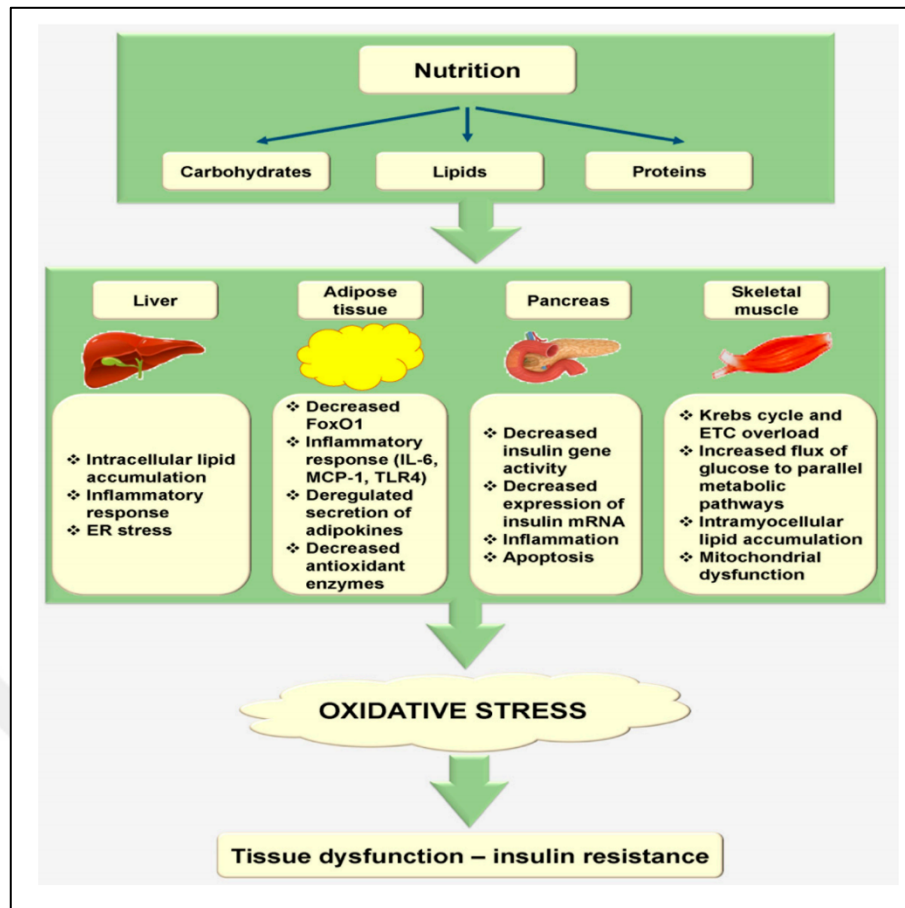 Nutrition
Carbohydrates
Lipids
Proteins
Liver
Adipose
tissue
Pancreas
Skeletal
muscle
❖ Intracellular lipid
accumulation
❖ Inflammatory
response
❖ ER stress
❖ Decreased
FoxO1
❖ Inflammatory
response (IL-6,
MCP-1, TLR4)
❖ Deregulated
secretion of
adipokines
❖ Decreased
antioxidant
enzymes
❖ Decreased
insulin gene
activity
❖ Decreased
expression of
insulin mRNA
❖ Inflammation
❖ Apoptosis
❖ Krebs cycle and
ETC overload
❖ Increased flux of
glucose to parallel
metabolic
pathways
❖ Intramyocellular
lipid accumulation
❖ Mitochondrial
dysfunction
OXIDATIVE STRESS
Tissue dysfunction – insulin resistance